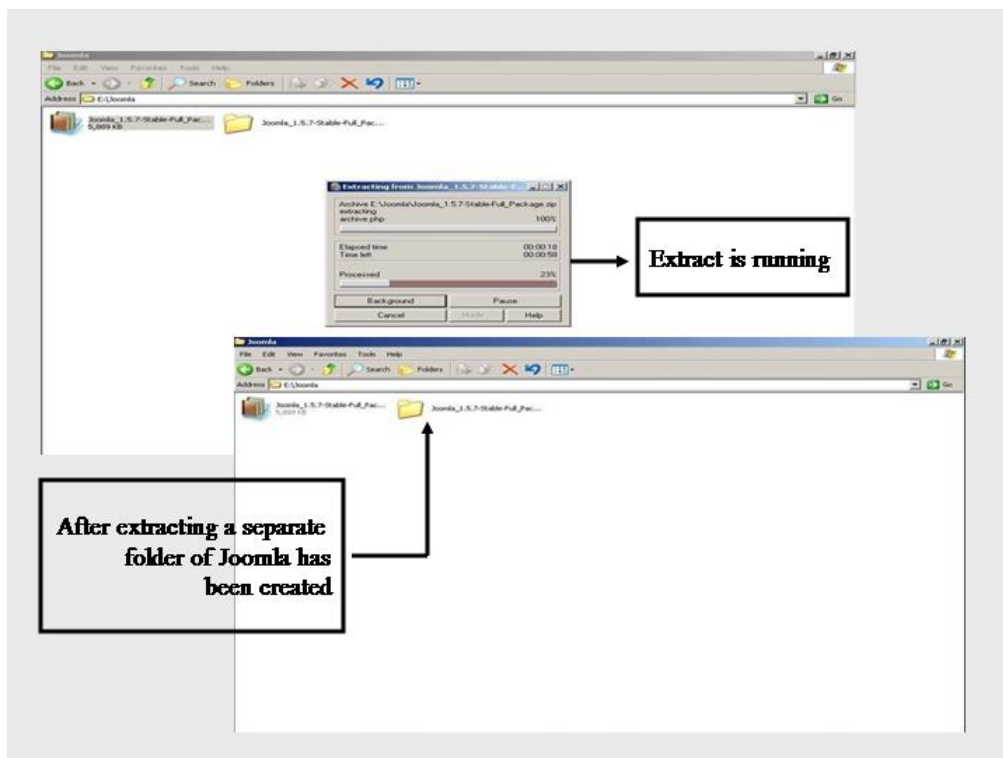 Joomla
File Edit View Favorites Tools Help
Back Search Folders
Address E:\Joomla Go
Joomla_1.5.7-Stable-Full_Pac...
5,889 KB
Joomla_1.5.7-Stable-Full_Pac...
Extracting from Joomla_1.5.7-Stable-F...
Archive E:\Joomla\Joomla_1.5.7-Stable-Full_Package.zip
extracting
archive.php 100%
Elapsed time 00:00:18
Time left 00:00:58
Processed 23%
Background Pause
Cancel Mode... Help
Extract is running
Joomla
File Edit View Favorites Tools Help
Back Search Folders
Address E:\Joomla Go
Joomla_1.5.7-Stable-Full_Pac...
5,889 KB
Joomla_1.5.7-Stable-Full_Pac...
After extracting a separate
folder of Joomla has
been created